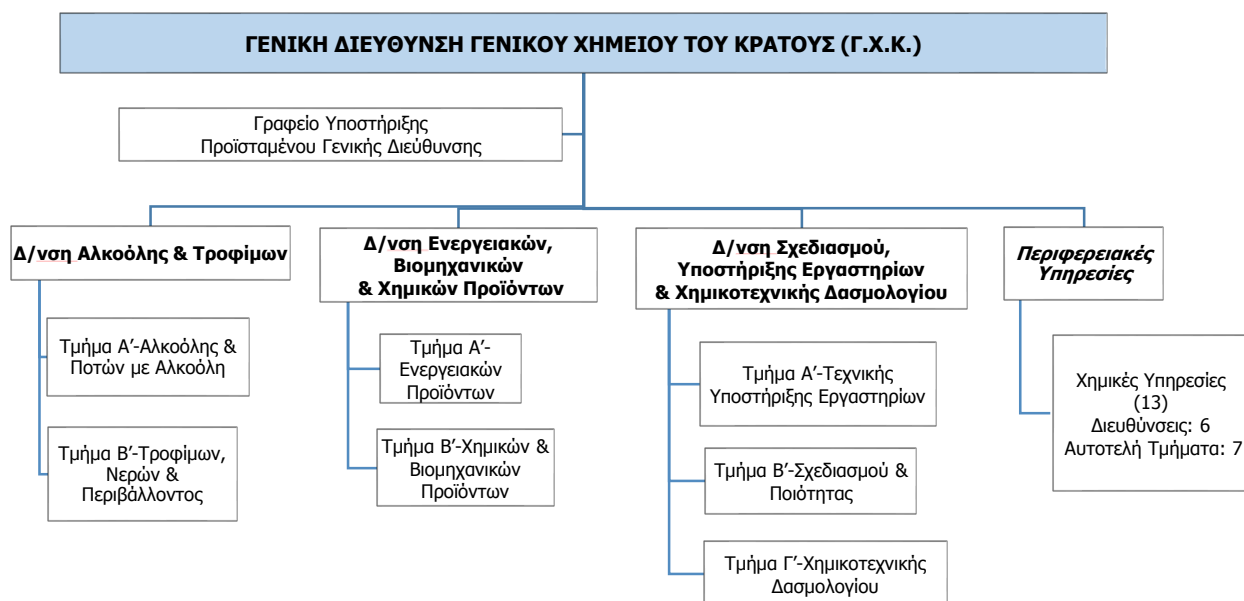 ΓΕΝΙΚΗ ΔΙΕΥΘΥΝΣΗ ΓΕΝΙΚΟΥ ΧΗΜΕΙΟΥ ΤΟΥ ΚΡΑΤΟΥΣ (Γ.Χ.Κ.)
Γραφείο Υποστήριξης
Προϊσταμένου Γενικής Διεύθυνσης
Δ/νση Αλκοόλης & Τροφίμων
Τμήμα Α’-Αλκοόλης &
Ποτών με Αλκοόλη
Τμήμα Β’-Τροφίμων,
Νερών &
Περιβάλλοντος
Δ/νση Ενεργειακών,
Βιομηχανικών
& Χημικών Προϊόντων
Τμήμα Α’-
Ενεργειακών
Προϊόντων
Τμήμα Β’-Χημικών &
Βιομηχανικών
Προϊόντων
Δ/νση Σχεδιασμού,
Υποστήριξης Εργαστηρίων
& Χημικοτεχνικής Δασμολογίου
Τμήμα Α’-Τεχνικής
Υποστήριξης Εργαστηρίων
Τμήμα Β’-Σχεδιασμού &
Ποιότητας
Τμήμα Γ’-Χημικοτεχνικής
Δασμολογίου
Περιφερειακές
Υπηρεσίες
Χημικές Υπηρεσίες
(13)
Διευθύνσεις: 6
Αυτοτελή Τμήματα: 7